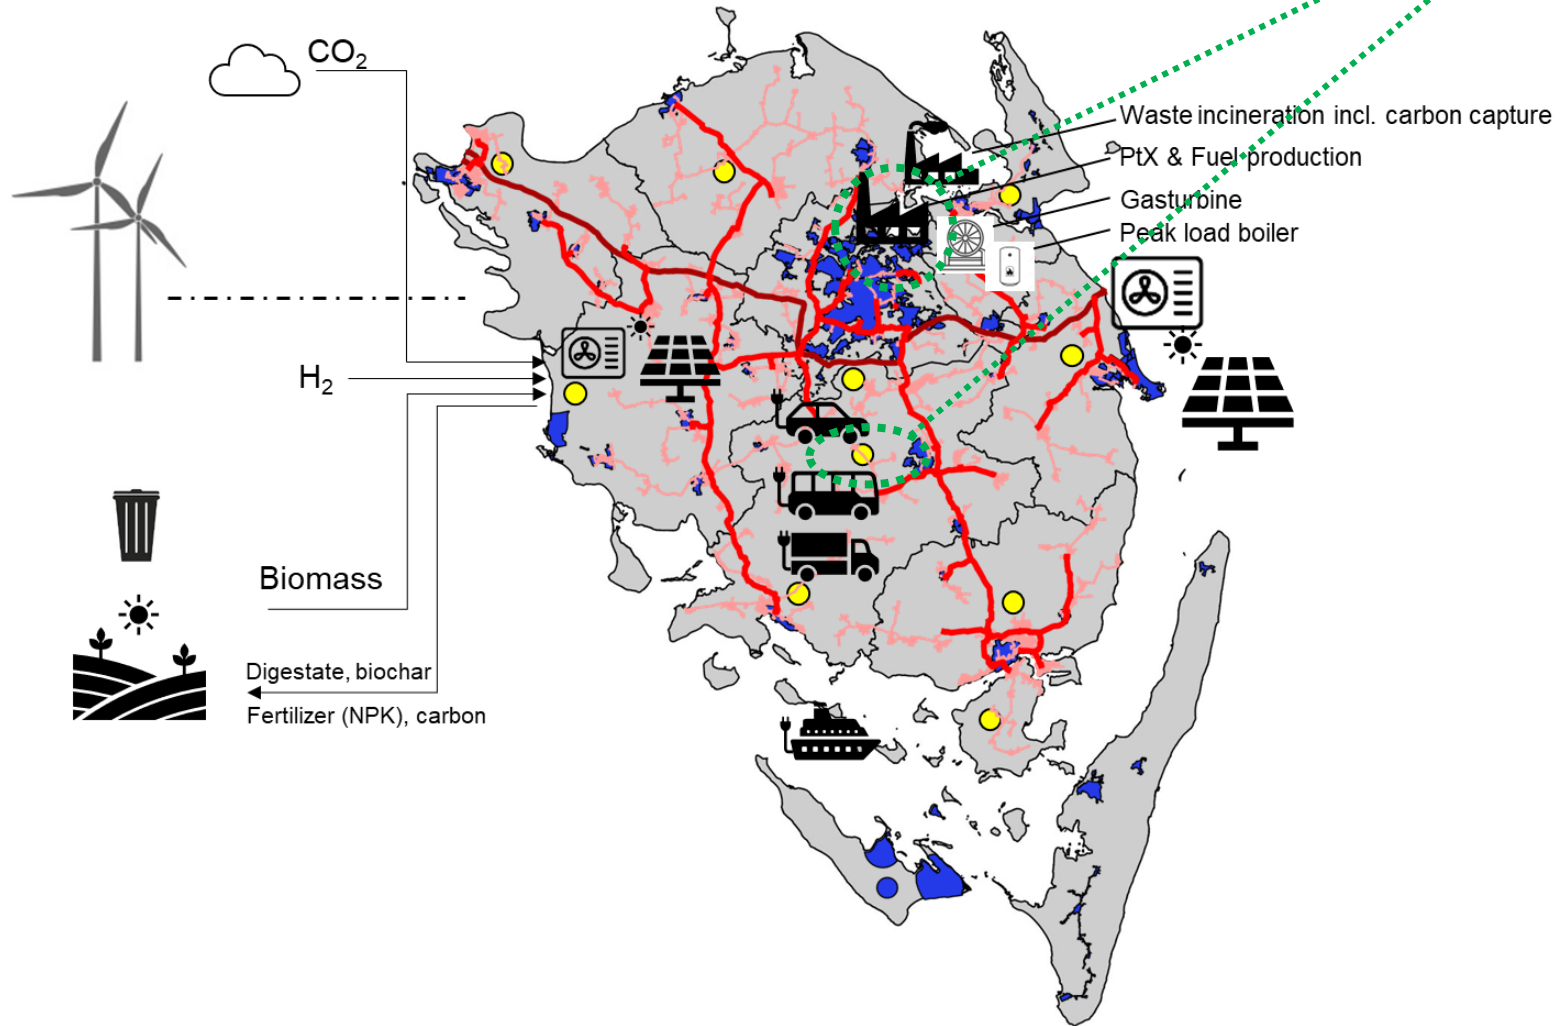 CO₂
Waste incineration incl. carbon capture
PtX & Fuel production
Gasturbine
Peak load boiler
H₂
Biomass
Digestate, biochar
Fertilizer (NPK), carbon